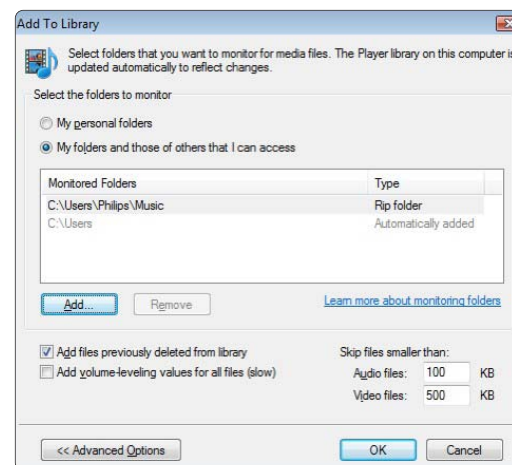 Add To Library
Select folders that you want to monitor for media files. The Player library on this computer is
updated automatically to reflect changes.
Select the folders to monitor
My personal folders
My folders and those of others that I can access
Monitored Folders Type
C:\Users\Philips\Music Rip folder
C:\Users Automatically added
Add... Remove Learn more about monitoring folders
Add files previously deleted from library Skip files smaller than:
Add volume-leveling values for all files (slow) Audio files: 100 KB
Video files: 500 KB
<< Advanced Options OK Cancel